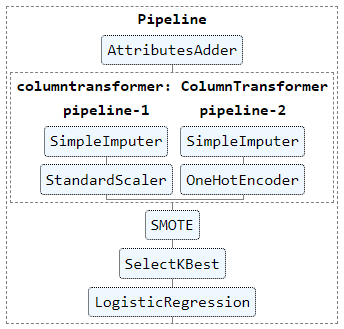 Pipeline
AttributesAdder
columntransformer: ColumnTransformer
pipeline-1 pipeline-2
SimpleImputer SimpleImputer
StandardScaler OneHotEncoder
SMOTE
SelectKBest
LogisticRegression